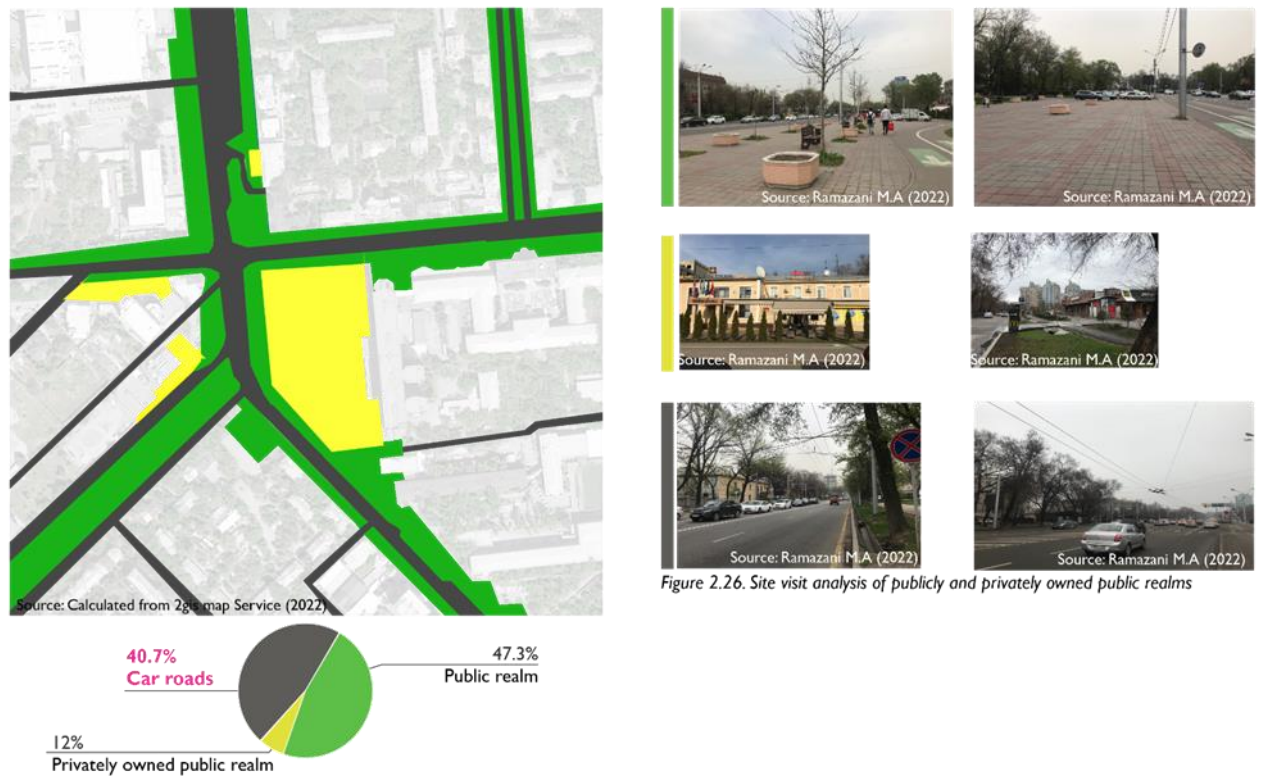 Source: Ramazani M.A (2022)
Source: Ramazani M.A (2022)
Source: Ramazani M.A (2022)
Source: Ramazani M.A (2022)
Source: Ramazani M.A (2022)
Source: Ramazani M.A (2022)
Figure 2.26. Site visit analysis of publicly and privately owned public realms
Source: Calculated from 2gis map Service (2022)
40.7%
Car roads
47.3%
Public realm
12%
Privately owned public realm